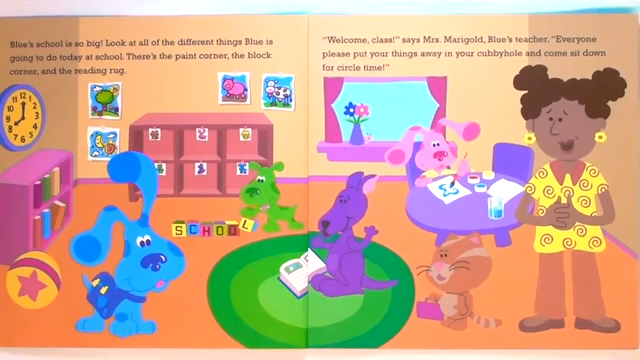 Blue's school is so big! Look at all of the different things Blue is
going to do today at school. There's the paint corner, the block
corner, and the reading rug.
"Welcome, class!" says Mrs. Marigold, Blue's teacher. "Everyone
please put your things away in your cubbyhole and come sit down
for circle time!"
SCHOOL